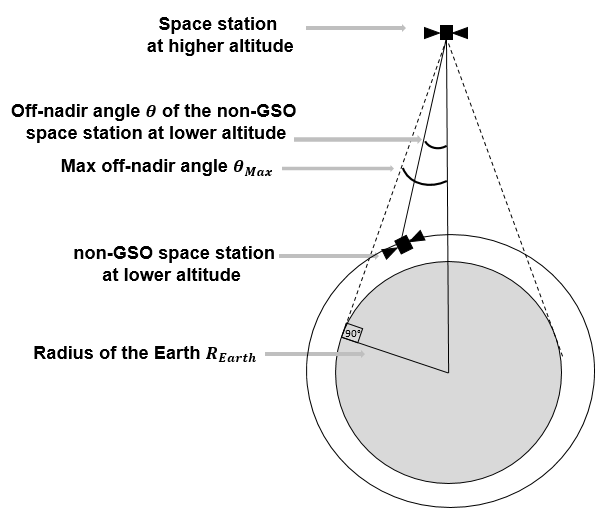 Space station
at higher altitude
Off-nadir angle θ of the non-GSO
space station at lower altitude
Max off-nadir angle θMax
non-GSO space station
at lower altitude
90°
Radius of the Earth REarth